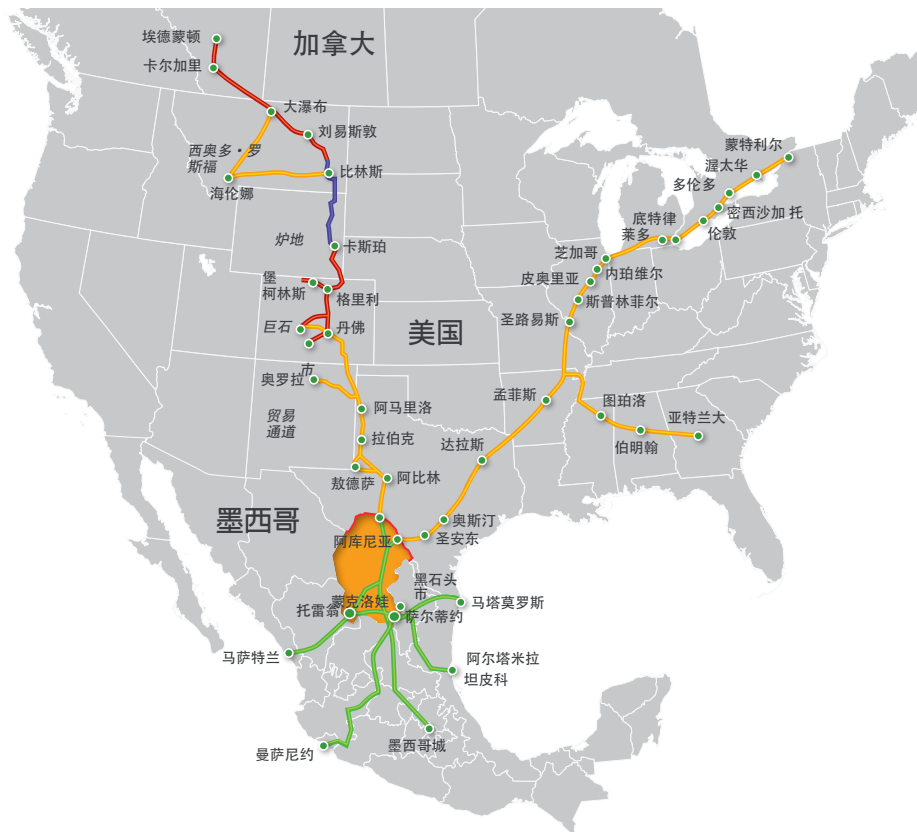 埃德蒙顿
加拿大
卡尔加里
大瀑布
刘易斯敦
西奥多・罗
斯福
比林斯
海伦娜
蒙特利尔
渥太华
多伦多
密西沙加 托
伦敦
底特律
莱多
炉地
卡斯珀
芝加哥
内珀维尔
皮奥里亚
堡
柯林斯
格里利
斯普林菲尔
圣路易斯
巨石
丹佛
美国
市
奥罗拉
孟菲斯
图珀洛
阿马里洛
贸易
通道
亚特兰大
拉伯克
达拉斯
伯明翰
敖德萨
阿比林
墨西哥
奥斯汀
阿库尼亚
圣安东
黑石头
市
蒙克洛娃
马塔莫罗斯
托雷翁
萨尔蒂约
马萨特兰
阿尔塔米拉
坦皮科
墨西哥城
曼萨尼约